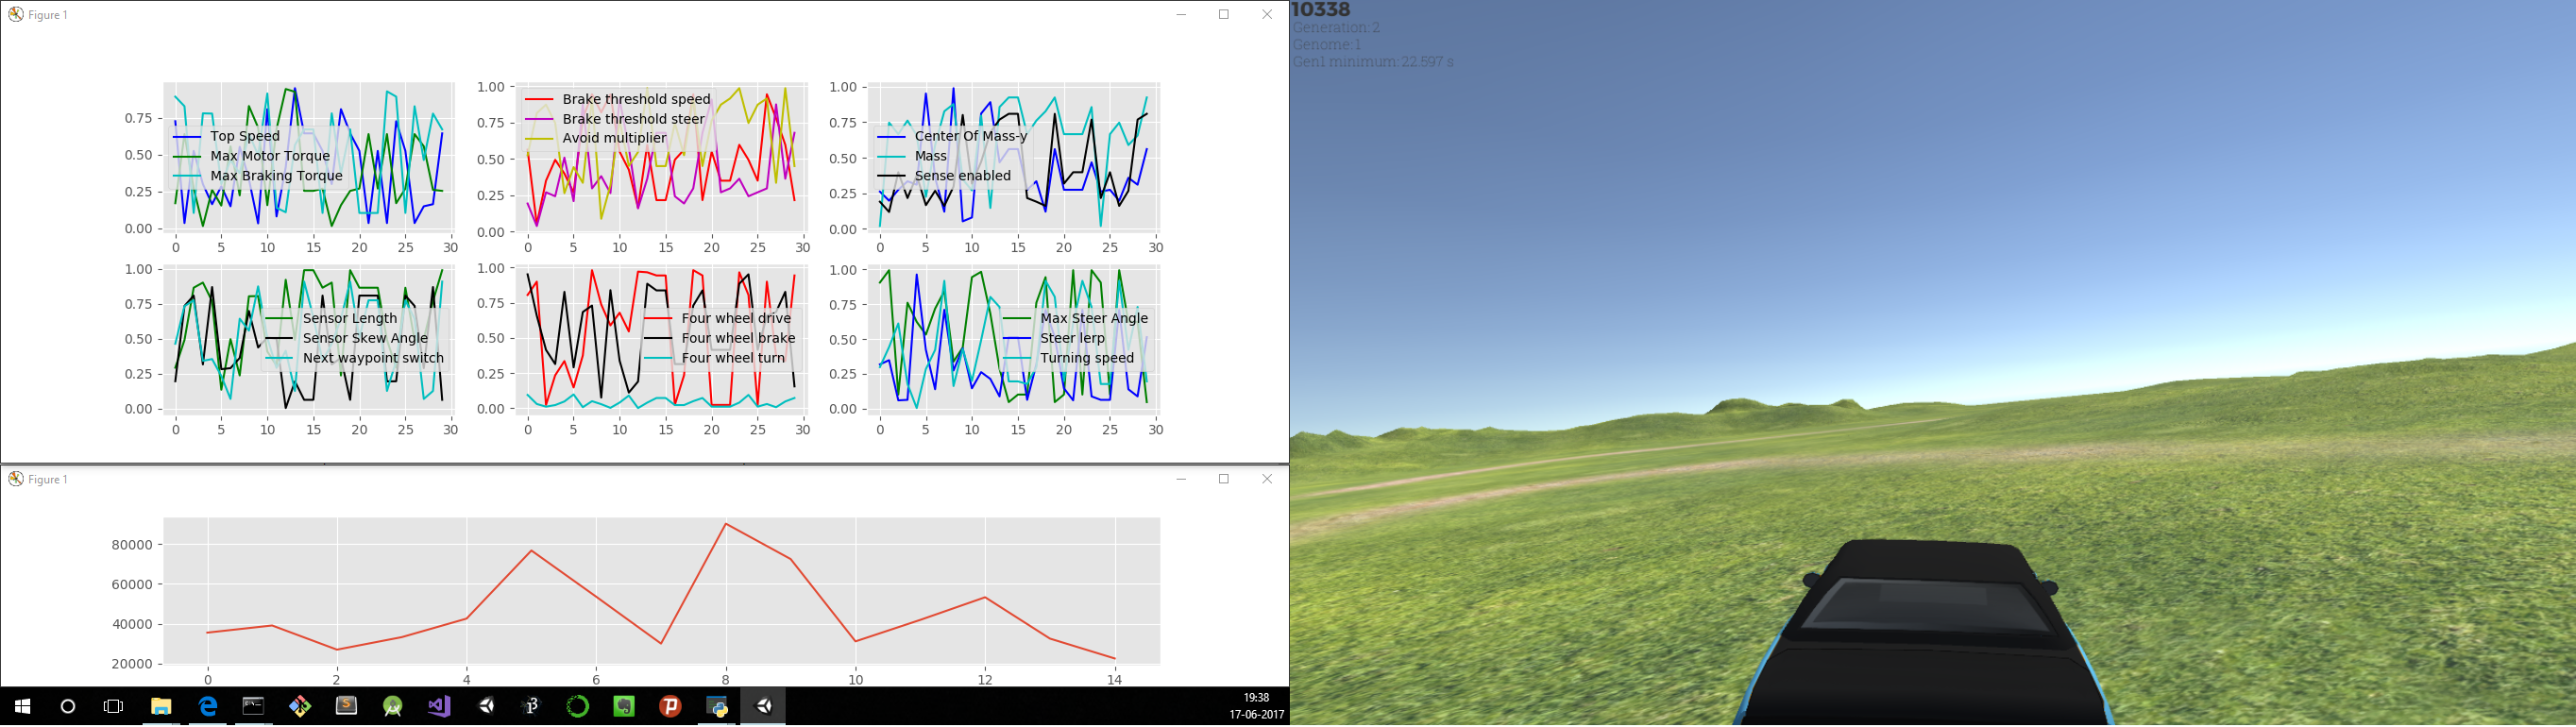 Figure 1
1.00 1.00
0.75 0.75 0.75
0.50 0.50 0.50
0.25 0.25 0.25
0.00 0.00 0.00
Top Speed
Max Motor Torque
Max Braking Torque
Brake threshold speed
Brake threshold steer
Avoid multiplier
Center Of Mass-y
Mass
Sense enabled
0 5 10 15 20 25 30 0 5 10 15 20 25 30 0 5 10 15 20 25 30
1.00 1.00 1.00
0.75 0.75 0.75
0.50 0.50 0.50
0.25 0.25 0.25
0.00 0.00 0.00
Sensor Length
Sensor Skew Angle
Next waypoint switch
Four wheel drive
Four wheel brake
Four wheel turn
Max Steer Angle
Steer lerp
Turning speed
0 5 10 15 20 25 30 0 5 10 15 20 25 30 0 5 10 15 20 25 30
Figure 1
80000
60000
40000
20000
0 2 4 6 8 10 12 14
19:38
17-06-2017
10338
Generation: 2
Genome: 1
Gen1 minimum: 22.597 s